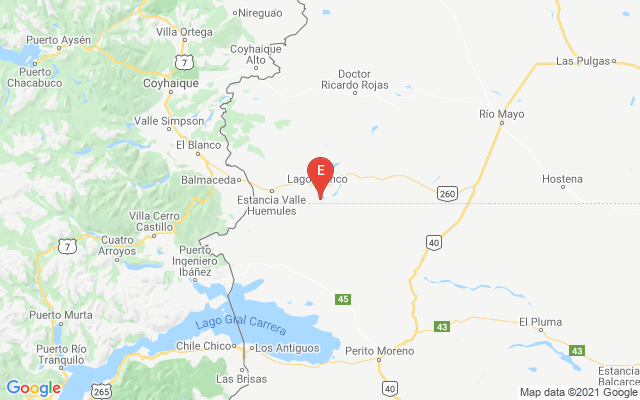 Nireguao
Villa Ortega
Puerto Aysén
7
Coyhaique
Alto
Puerto
Chacabuco
Coyhaique
Doctor
Ricardo Rojas
Las Pulgas
Valle Simpson
Río Mayo
El Blanco
E
Balmaceda
Estancia Valle
Huemules
260
Hostena
Villa Cerro
Castillo
Cuatro
Arroyos
7
Puerto
Ingeniero
Ibáñez
40
45
Puerto Murta
Lago Gral Carrera
43
El Pluma
Puerto Río
Tranquilo
Chile Chico
Los Antiguos
Perito Moreno
43
Las Brisas
Estancia
Balcarce
265
40
Google
Map data ©2021 Google